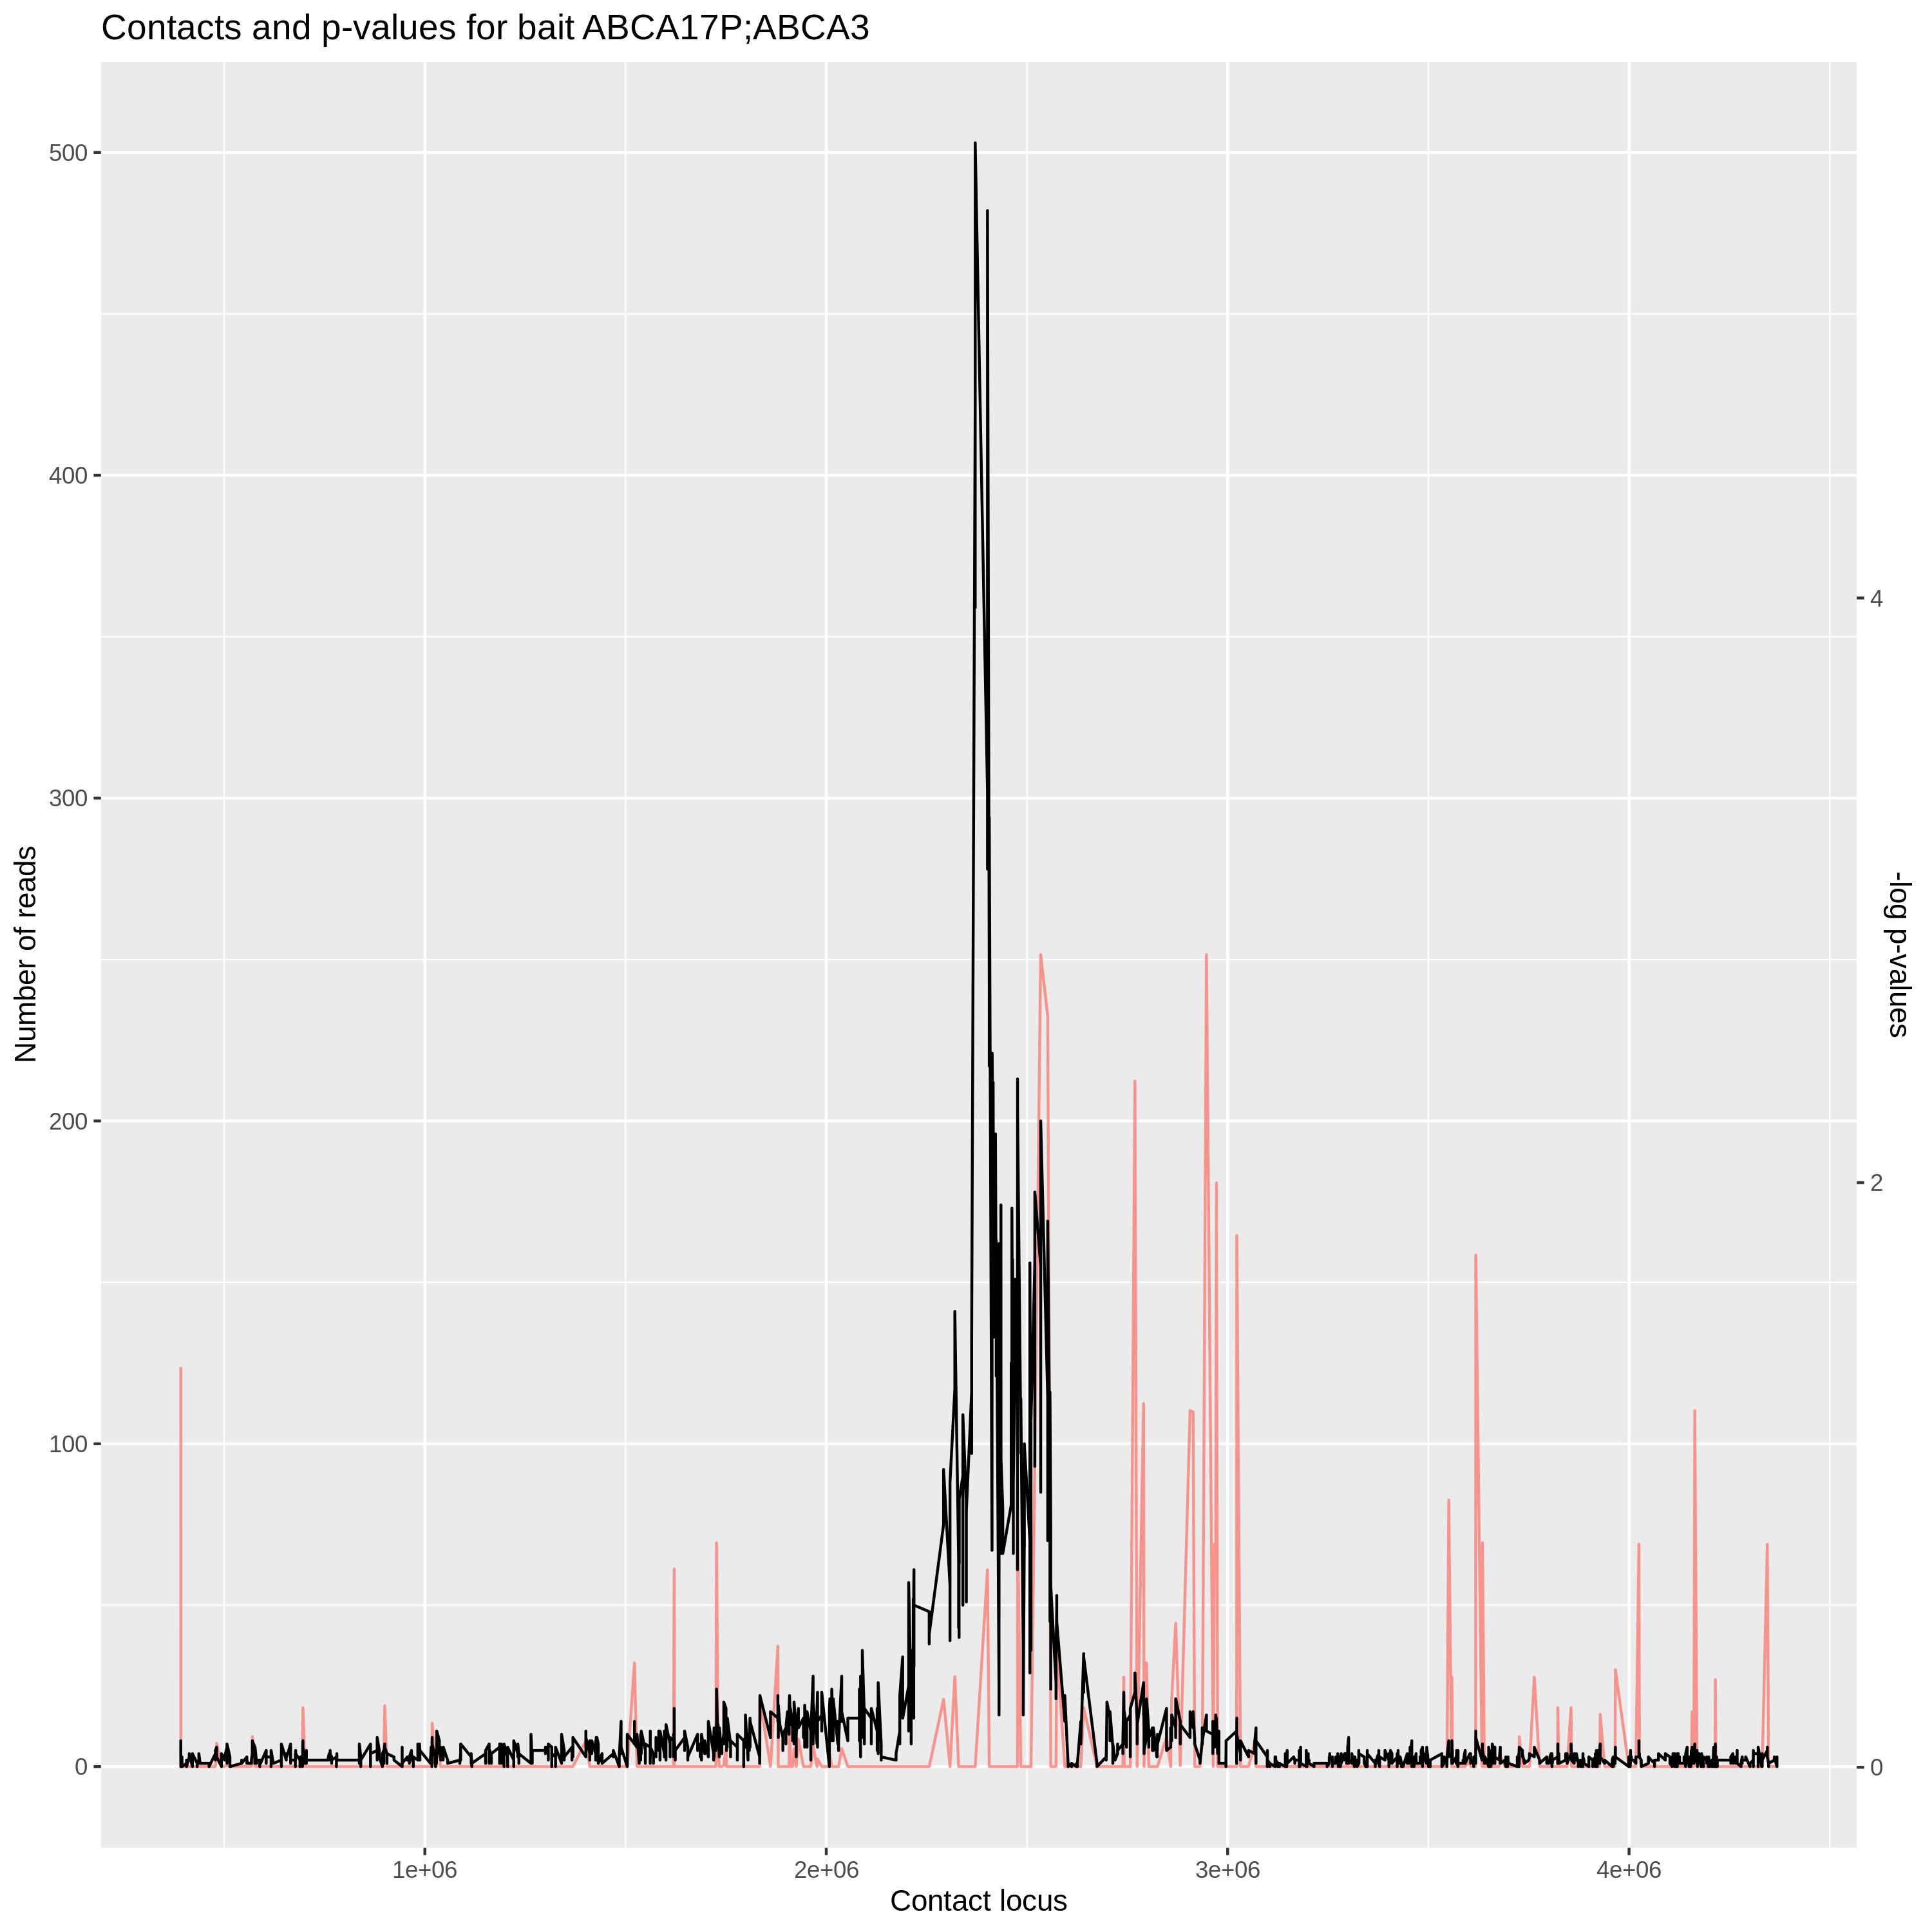 Contacts and p-values for bait ABCA17P;ABCA3
500
400
300
200
100
0
Number of reads
4
2
0
-log p-values
1e+06
2e+06
3e+06
4e+06
Contact locus